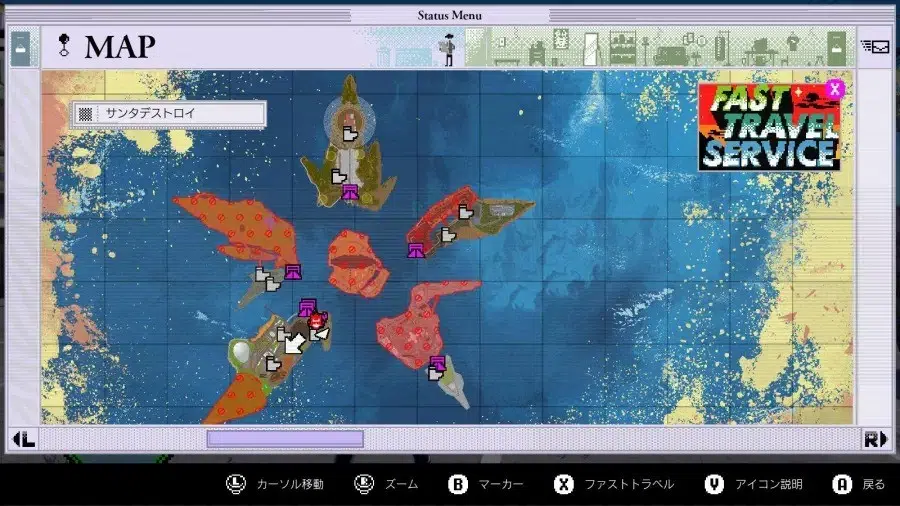 Status Menu
MAP
サンタデストロイ
X
FAST
TRAVEL
SERVICE
L
R
L カーソル移動
R ズーム
B マーカー
X ファストトラベル
Y アイコン説明
A 戻る